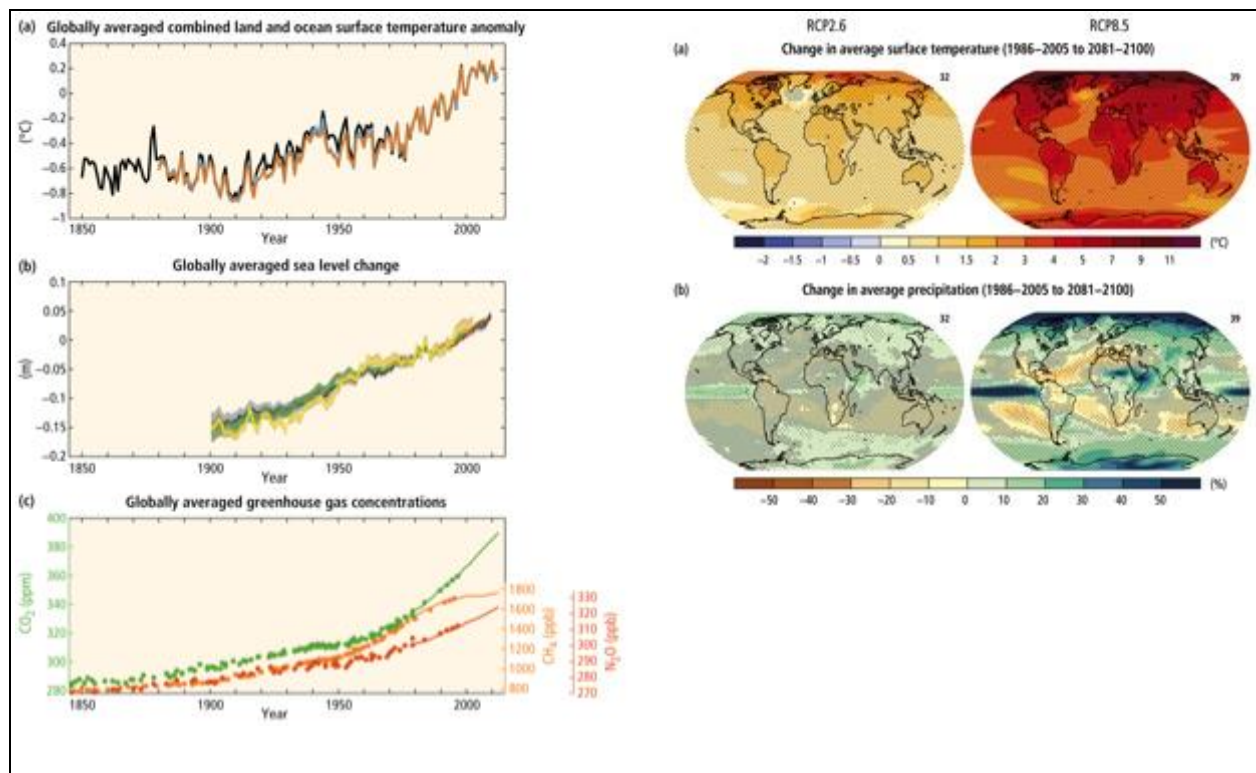 (a) Globally averaged combined land and ocean surface temperature anomaly
0.4
0.2
0
−0.2
−0.4
−0.6
−0.8
−1
(°C)
1850 1900 1950 2000
Year
(b) Globally averaged sea level change
0.1
0.05
0
−0.05
−0.1
−0.15
−0.2
(m)
1850 1900 1950 2000
Year
(c) Globally averaged greenhouse gas concentrations
400
380
360
340
320
300
280
CO2 (ppm)
1800
1600
1400
1200
1000
800
CH4 (ppb)
330
320
310
300
290
280
270
N2O (ppb)
1850 1900 1950 2000
Year
RCP2.6 RCP8.5
(a) Change in average surface temperature (1986−2005 to 2081−2100)
32 39
(°C)
−2 −1.5 −1 −0.5 0 0.5 1 1.5 2 3 4 5 7 9 11
(b) Change in average precipitation (1986−2005 to 2081−2100)
32 39
(%)
−50 −40 −30 −20 −10 0 10 20 30 40 50